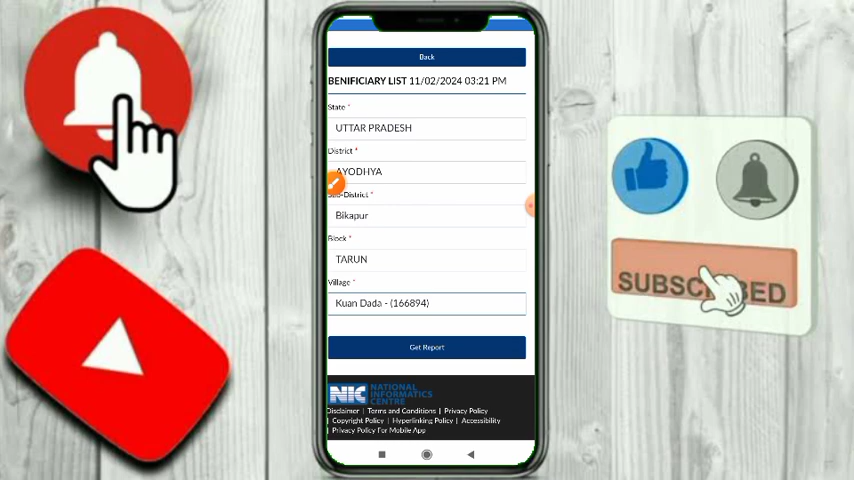 Back
BENIFICIARY LIST 11/02/2024 03:21 PM
State *
UTTAR PRADESH
District *
AYODHYA
-District *
Bikapur
Block *
TARUN
Village *
Kuan Dada - (166894)
Get Report
NIC NATIONAL INFORMATICS CENTRE
Disclaimer | Terms and Conditions | Privacy Policy
| Copyright Policy | Hyperlinking Policy | Accessibility
| Privacy Policy For Mobile App
SUBSCRIBED